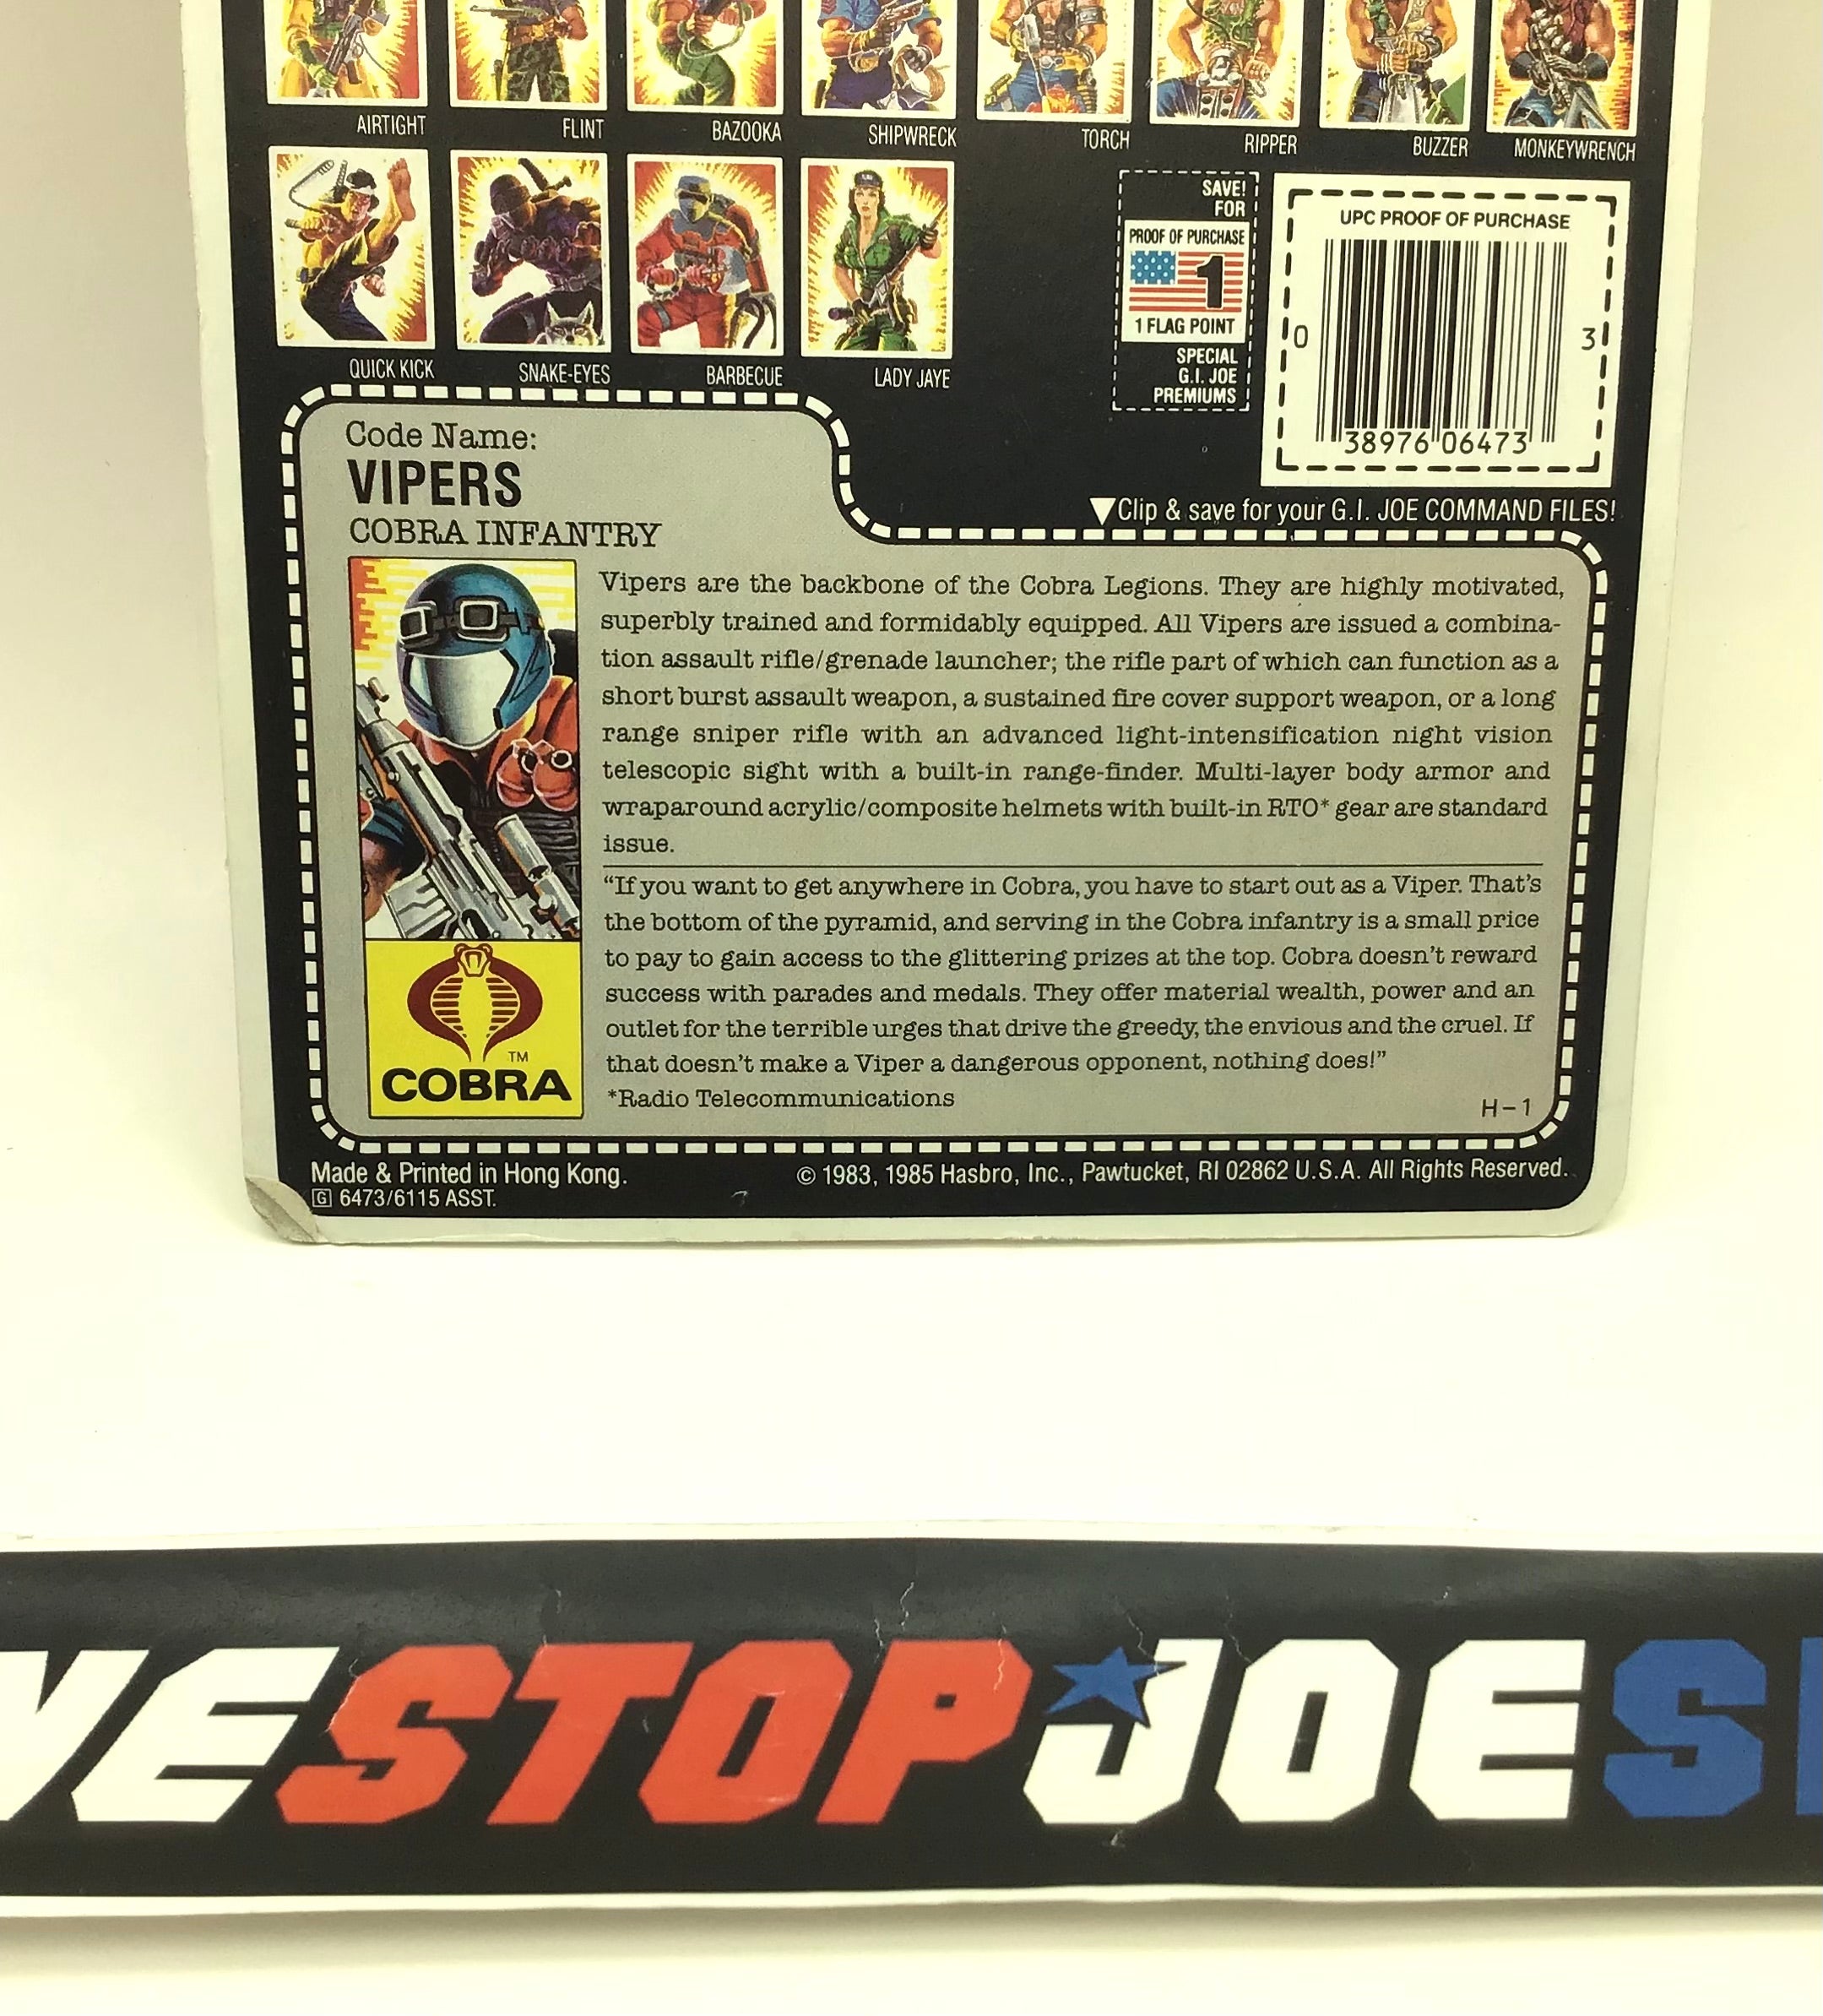 AIRTIGHT
FLINT
BAZOOKA
SHIPWRECK
TORCH
RIPPER
BUZZER
MONKEYWRENCH
QUICK KICK
SNAKE-EYES
BARBECUE
LADY JAYE
SAVE!
FOR
PROOF OF PURCHASE
1
1 FLAG POINT
SPECIAL
G.I. JOE
PREMIUMS
UPC PROOF OF PURCHASE
0 38976 06473 3
▼Clip & save for your G.I. JOE COMMAND FILES!
Code Name:
VIPERS
COBRA INFANTRY
Vipers are the backbone of the Cobra Legions. They are highly motivated,
superbly trained and formidably equipped. All Vipers are issued a combina-
tion assault rifle/grenade launcher; the rifle part of which can function as a
short burst assault weapon, a sustained fire cover support weapon, or a long
range sniper rifle with an advanced light-intensification night vision
telescopic sight with a built-in range-finder. Multi-layer body armor and
wraparound acrylic/composite helmets with built-in RTO* gear are standard
issue.
“If you want to get anywhere in Cobra, you have to start out as a Viper. That’s
the bottom of the pyramid, and serving in the Cobra infantry is a small price
to pay to gain access to the glittering prizes at the top. Cobra doesn’t reward
success with parades and medals. They offer material wealth, power and an
outlet for the terrible urges that drive the greedy, the envious and the cruel. If
that doesn’t make a Viper a dangerous opponent, nothing does!”
*Radio Telecommunications
H-1
TM
COBRA
Made & Printed in Hong Kong.
© 1983, 1985 Hasbro, Inc., Pawtucket, RI 02862 U.S.A. All Rights Reserved.
G 6473/6115 ASST.
STOP JOE